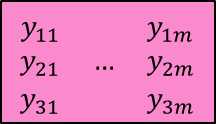 y₁₁ y₁ₘ
y₂₁ ... y₂ₘ
y₃₁ y₃ₘ